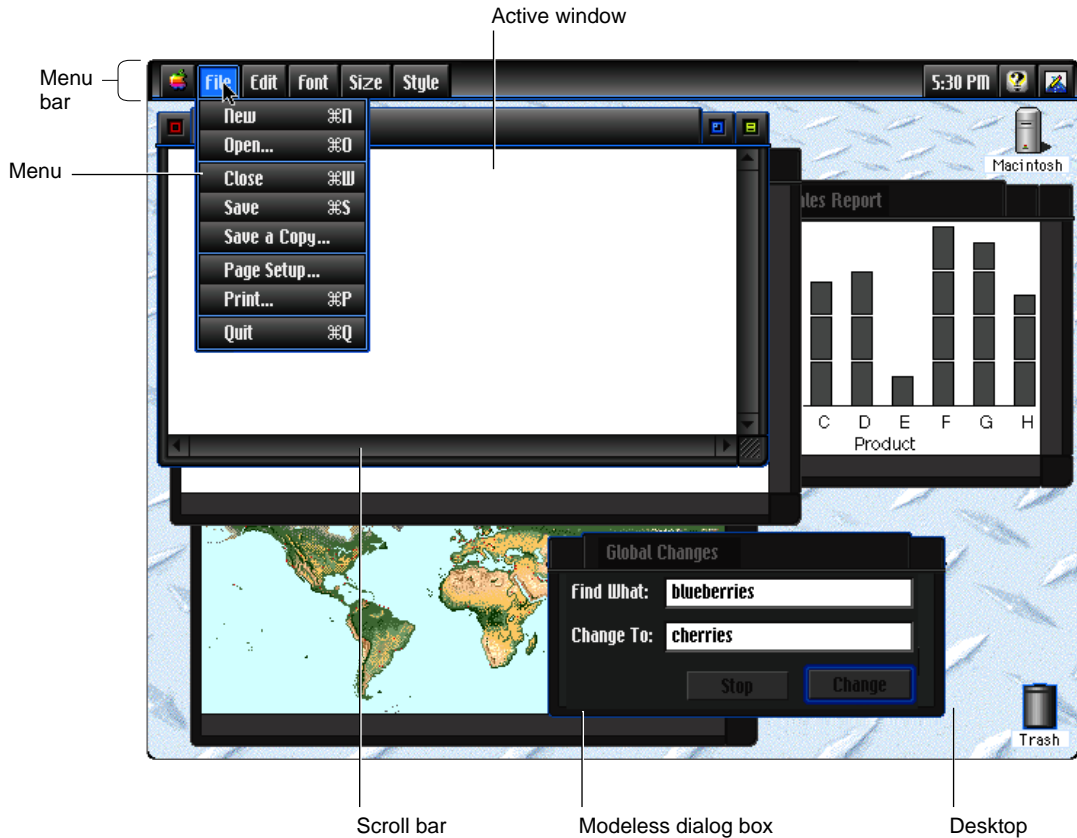 Active window
Menu bar
File Edit Font Size Style
5:30 PM
New ⌘N
Open... ⌘O
Macintosh
Menu
Close ⌘W
Save ⌘S
Save a Copy...
Page Setup...
Print... ⌘P
Quit ⌘Q
Report
C D E F G H
Product
Global Changes
Find What: blueberries
Change To: cherries
Stop Change
Trash
Scroll bar Modeless dialog box Desktop